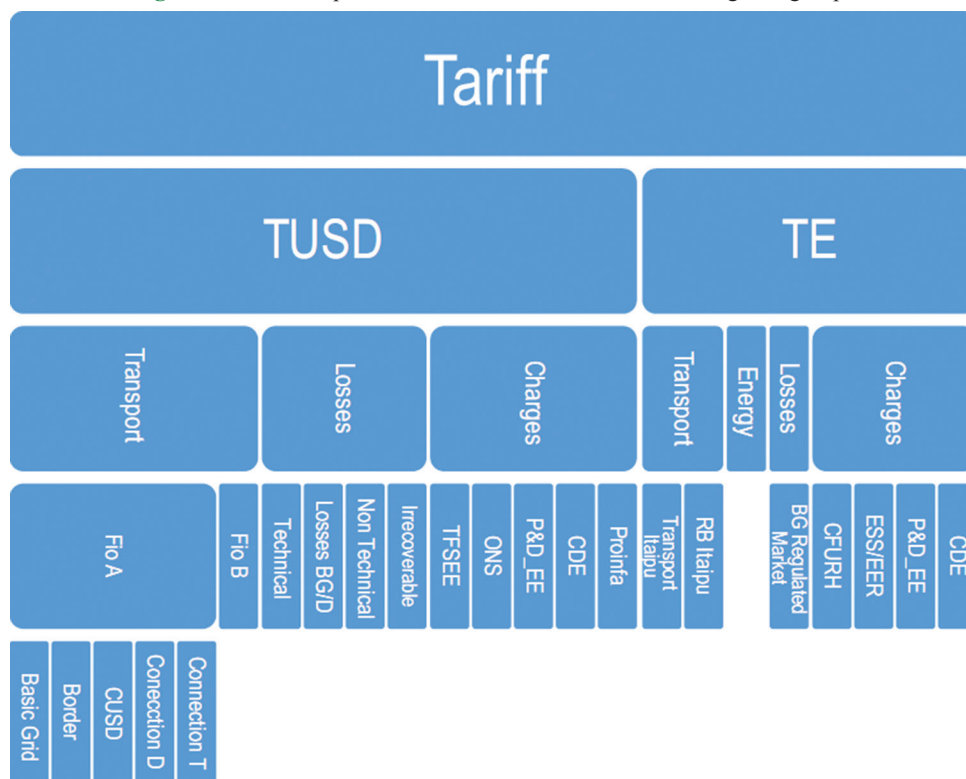 Tariff
TUSD
TE
Transport
Losses
Charges
Transport
Energy
Losses
Charges
Fio A
Fio B
Technical
Losses BG/D
Non Technical
Irrecoverable
TFSEE
ONS
P&D_EE
CDE
Proinfa
Transport
Itaipu
RB Itaipu
BG Regulated
Market
CFURH
ESS/EER
P&D_EE
CDE
Basic Grid
Border
CUSD
Conecction D
Connection T